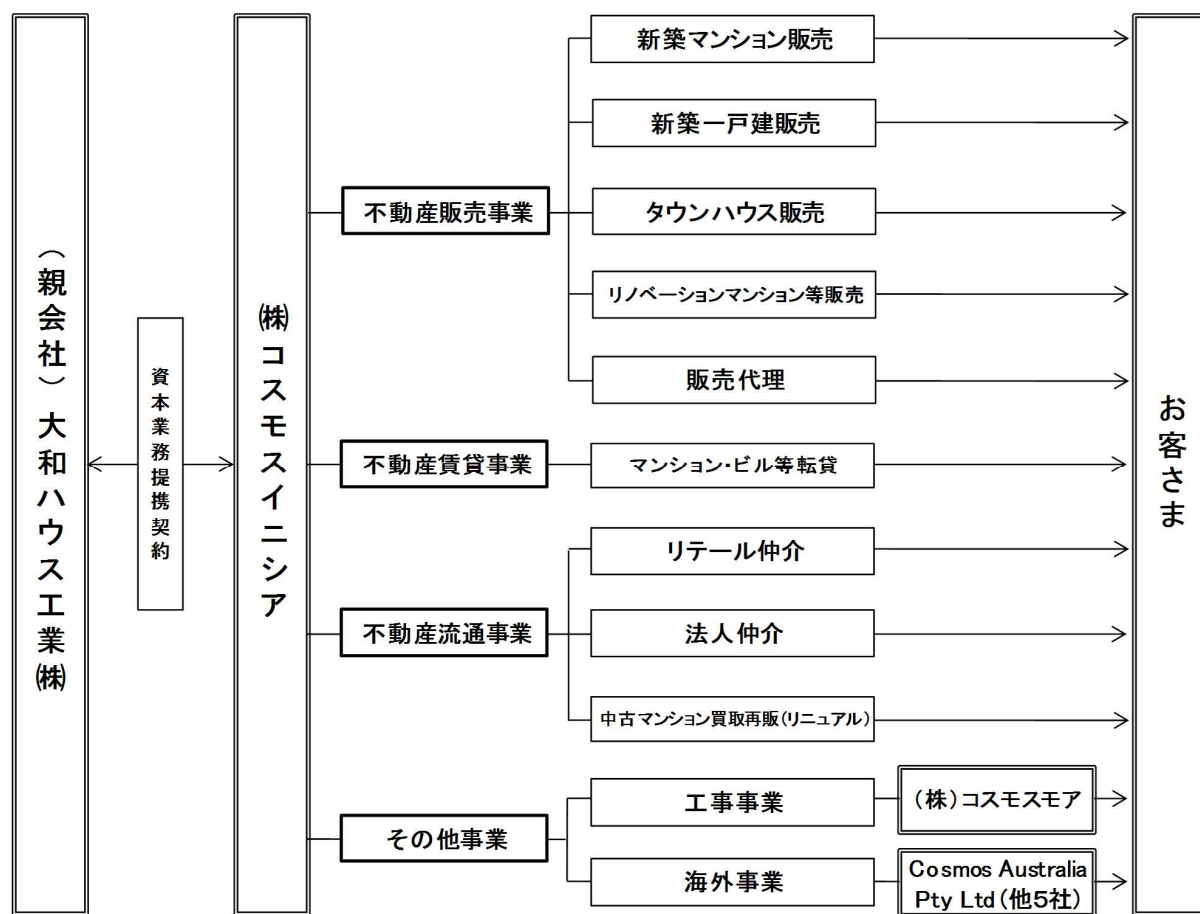 （親会社）大和ハウス工業㈱
資本業務提携契約
㈱コスモスイニシア
不動産販売事業
新築マンション販売
新築一戸建販売
タウンハウス販売
リノベーションマンション等販売
販売代理
不動産賃貸事業
マンション・ビル等転貸
不動産流通事業
リテール仲介
法人仲介
中古マンション買取再販（リニュアル）
その他事業
工事事業
（株）コスモスモア
海外事業
Cosmos Australia
Pty Ltd（他5社）
お客さま